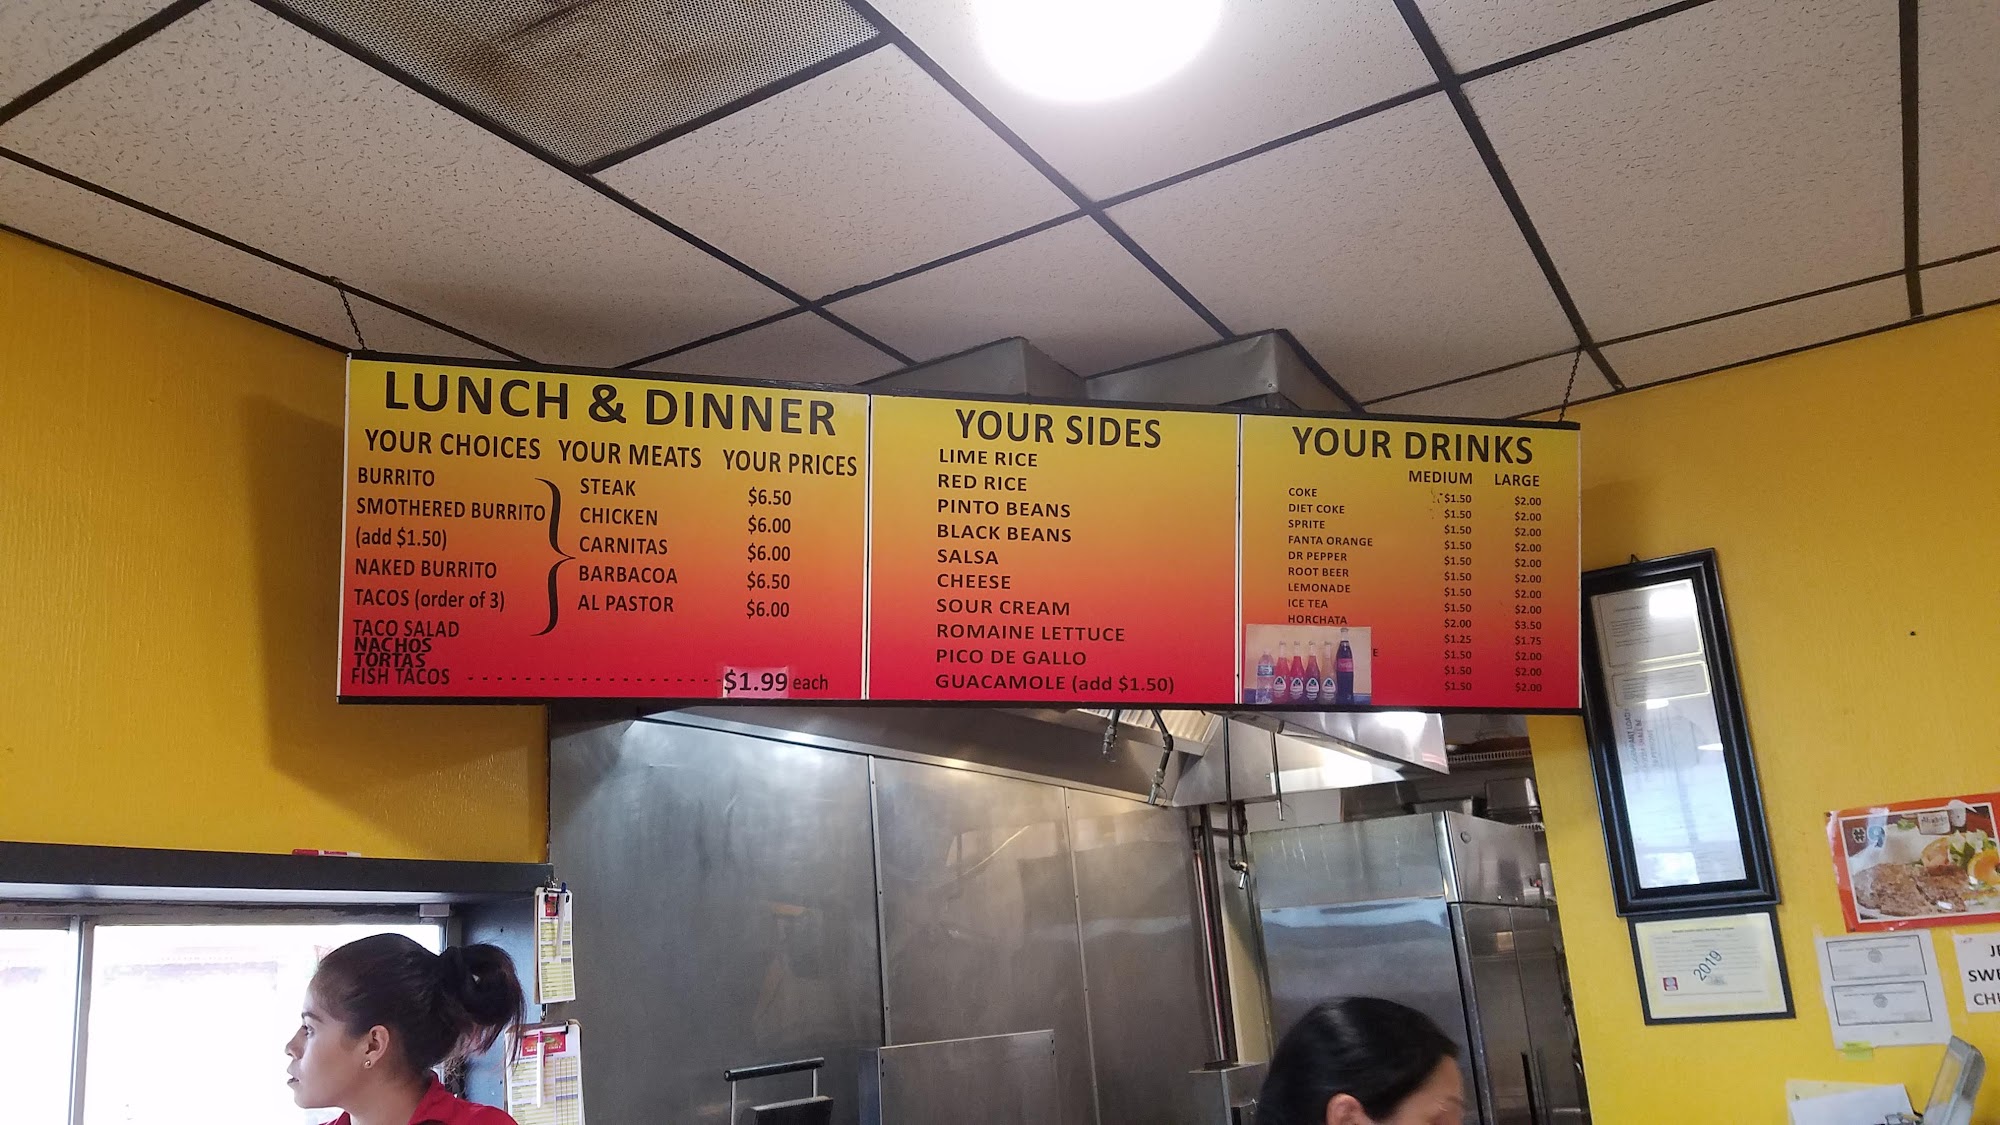 LUNCH & DINNER
YOUR CHOICES YOUR MEATS YOUR PRICES
BURRITO
SMOTHERED BURRITO
(add $1.50)
NAKED BURRITO
TACOS (order of 3)
TACO SALAD
NACHOS
TORTAS
FISH TACOS - - - - - - - - - - - - - - - - - - - - $1.99 each
STEAK $6.50
CHICKEN $6.00
CARNITAS $6.00
BARBACOA $6.50
AL PASTOR $6.00
YOUR SIDES
LIME RICE
RED RICE
PINTO BEANS
BLACK BEANS
SALSA
CHEESE
SOUR CREAM
ROMAINE LETTUCE
PICO DE GALLO
GUACAMOLE (add $1.50)
YOUR DRINKS
MEDIUM LARGE
COKE $1.50 $2.00
DIET COKE $1.50 $2.00
SPRITE $1.50 $2.00
FANTA ORANGE $1.50 $2.00
DR PEPPER $1.50 $2.00
ROOT BEER $1.50 $2.00
LEMONADE $1.50 $2.00
ICE TEA $1.50 $2.00
HORCHATA $2.00 $3.50
$1.25 $1.75
E $1.50 $2.00
$1.50 $2.00
$1.50 $2.00
#9
2019